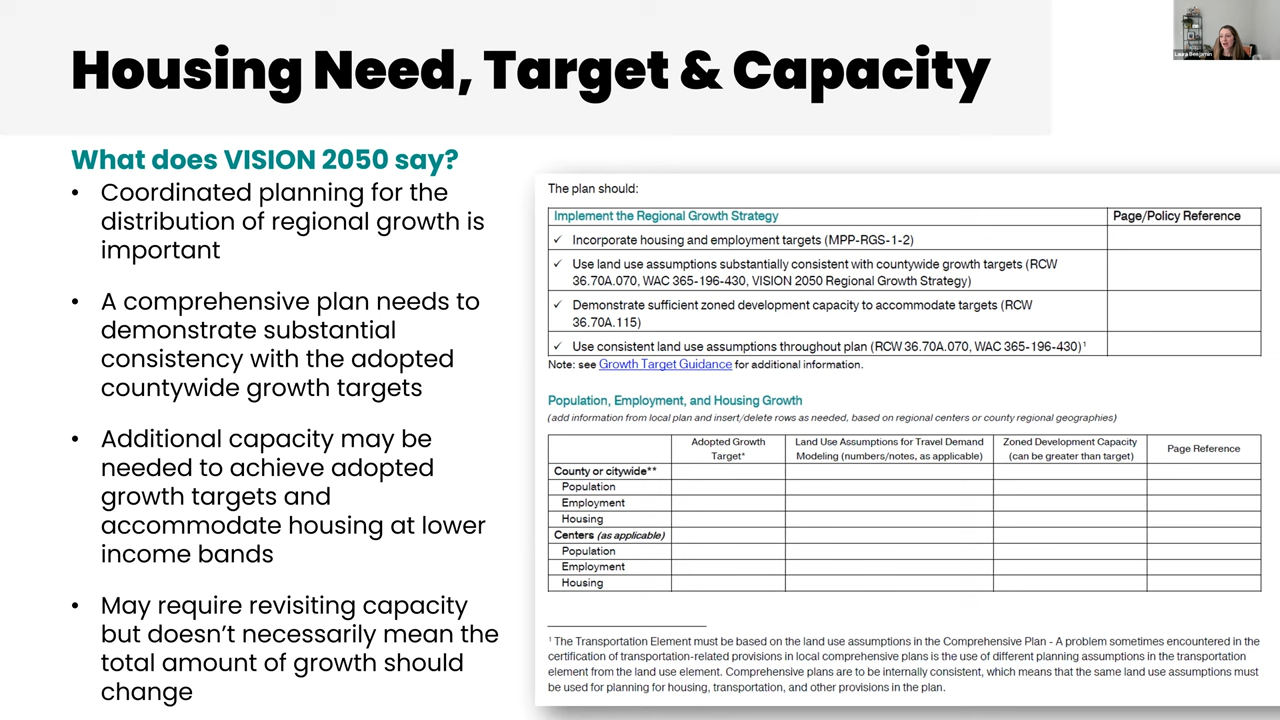 Housing Need, Target & Capacity
Laura Benjamin
What does VISION 2050 say?
• Coordinated planning for the
distribution of regional growth is
important
• A comprehensive plan needs to
demonstrate substantial
consistency with the adopted
countywide growth targets
• Additional capacity may be
needed to achieve adopted
growth targets and
accommodate housing at lower
income bands
• May require revisiting capacity
but doesn’t necessarily mean the
total amount of growth should
change
The plan should:
Implement the Regional Growth Strategy Page/Policy Reference
✓ Incorporate housing and employment targets (MPP-RGS-1-2)
✓ Use land use assumptions substantially consistent with countywide growth targets (RCW
36.70A.070, WAC 365-196-430, VISION 2050 Regional Growth Strategy)
✓ Demonstrate sufficient zoned development capacity to accommodate targets (RCW
36.70A.115)
✓ Use consistent land use assumptions throughout plan (RCW 36.70A.070, WAC 365-196-430)¹
Note: see Growth Target Guidance for additional information.
Population, Employment, and Housing Growth
(add information from local plan and insert/delete rows as needed, based on regional centers or county regional geographies)
Adopted Growth Land Use Assumptions for Travel Demand Zoned Development Capacity
Target* Modeling (numbers/notes, as applicable) (can be greater than target) Page Reference
County or citywide**
Population
Employment
Housing
Centers (as applicable)
Population
Employment
Housing
¹ The Transportation Element must be based on the land use assumptions in the Comprehensive Plan - A problem sometimes encountered in the
certification of transportation-related provisions in local comprehensive plans is the use of different planning assumptions in the transportation
element from the land use element. Comprehensive plans are to be internally consistent, which means that the same land use assumptions must
be used for planning for housing, transportation, and other provisions in the plan.